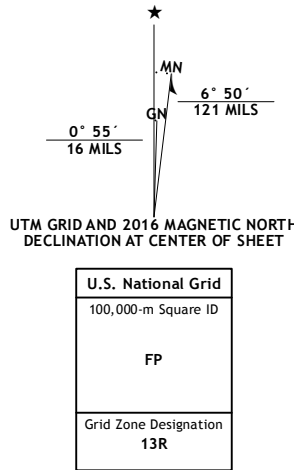 ★
MN
GN
6° 50´
121 MILS
0° 55´
16 MILS
UTM GRID AND 2016 MAGNETIC NORTH
DECLINATION AT CENTER OF SHEET
U.S. National Grid
100,000-m Square ID
FP
Grid Zone Designation
13R